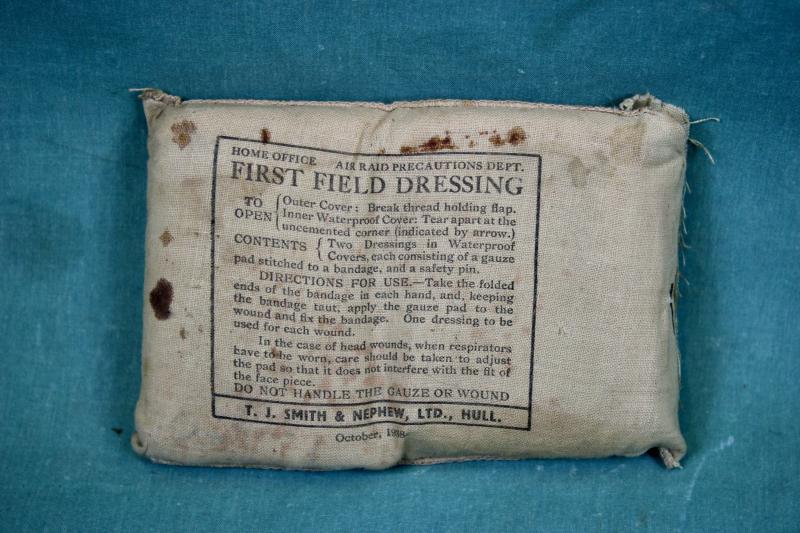 HOME OFFICE AIR RAID PRECAUTIONS DEPT.
FIRST FIELD DRESSING
TO OPEN { Outer Cover: Break thread holding flap.
Inner Waterproof Cover: Tear apart at the
uncemented corner (indicated by arrow.)
CONTENTS { Two Dressings in Waterproof
Covers, each consisting of a gauze
pad stitched to a bandage, and a safety pin.
DIRECTIONS FOR USE.—Take the folded
ends of the bandage in each hand, and, keeping
the bandage taut, apply the gauze pad to the
wound and fix the bandage. One dressing to be
used for each wound.
In the case of head wounds, when respirators
have to be worn, care should be taken to adjust
the pad so that it does not interfere with the fit of
the face piece.
DO NOT HANDLE THE GAUZE OR WOUND
T. J. SMITH & NEPHEW, LTD., HULL.
October, 1938